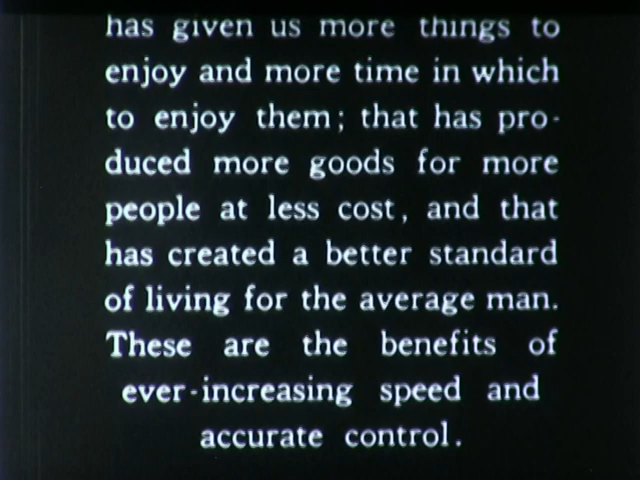 has given us more things to
enjoy and more time in which
to enjoy them; that has pro-
duced more goods for more
people at less cost, and that
has created a better standard
of living for the average man.
These are the benefits of
ever-increasing speed and
accurate control.